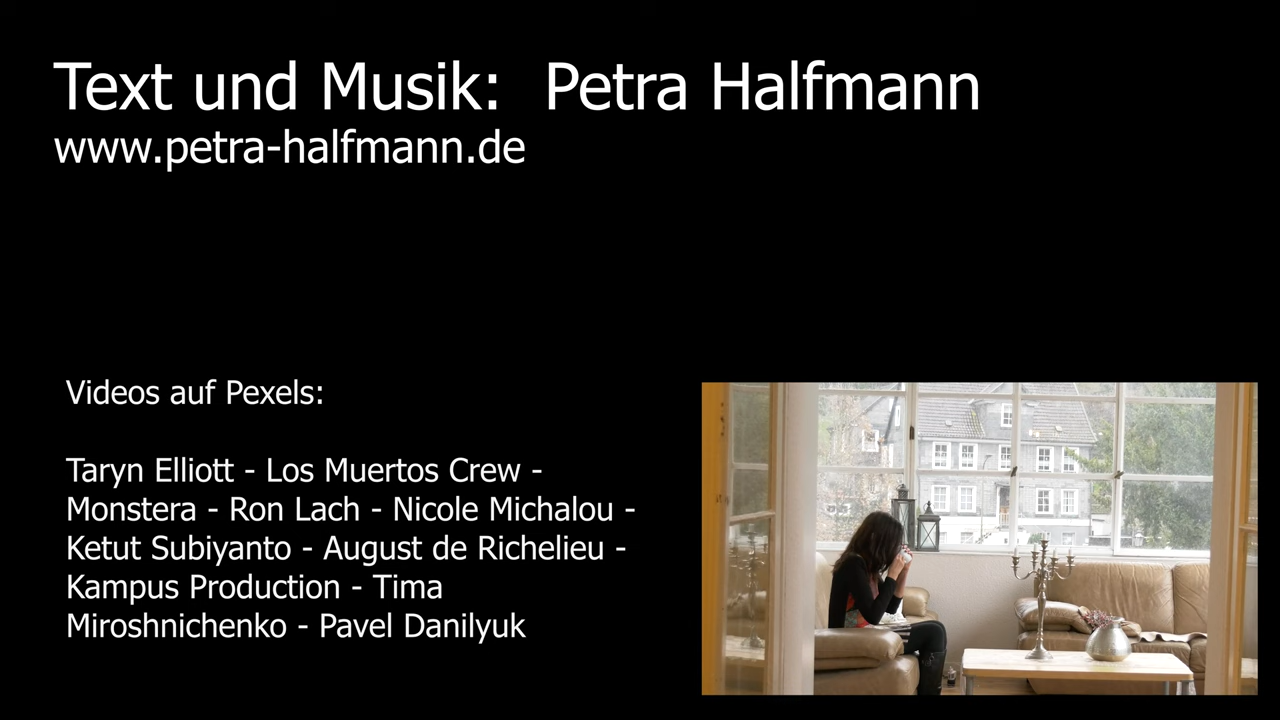 Text und Musik:  Petra Halfmann
www.petra-halfmann.de
Videos auf Pexels:
Taryn Elliott - Los Muertos Crew -
Monstera - Ron Lach - Nicole Michalou -
Ketut Subiyanto - August de Richelieu -
Kampus Production - Tima
Miroshnichenko - Pavel Danilyuk